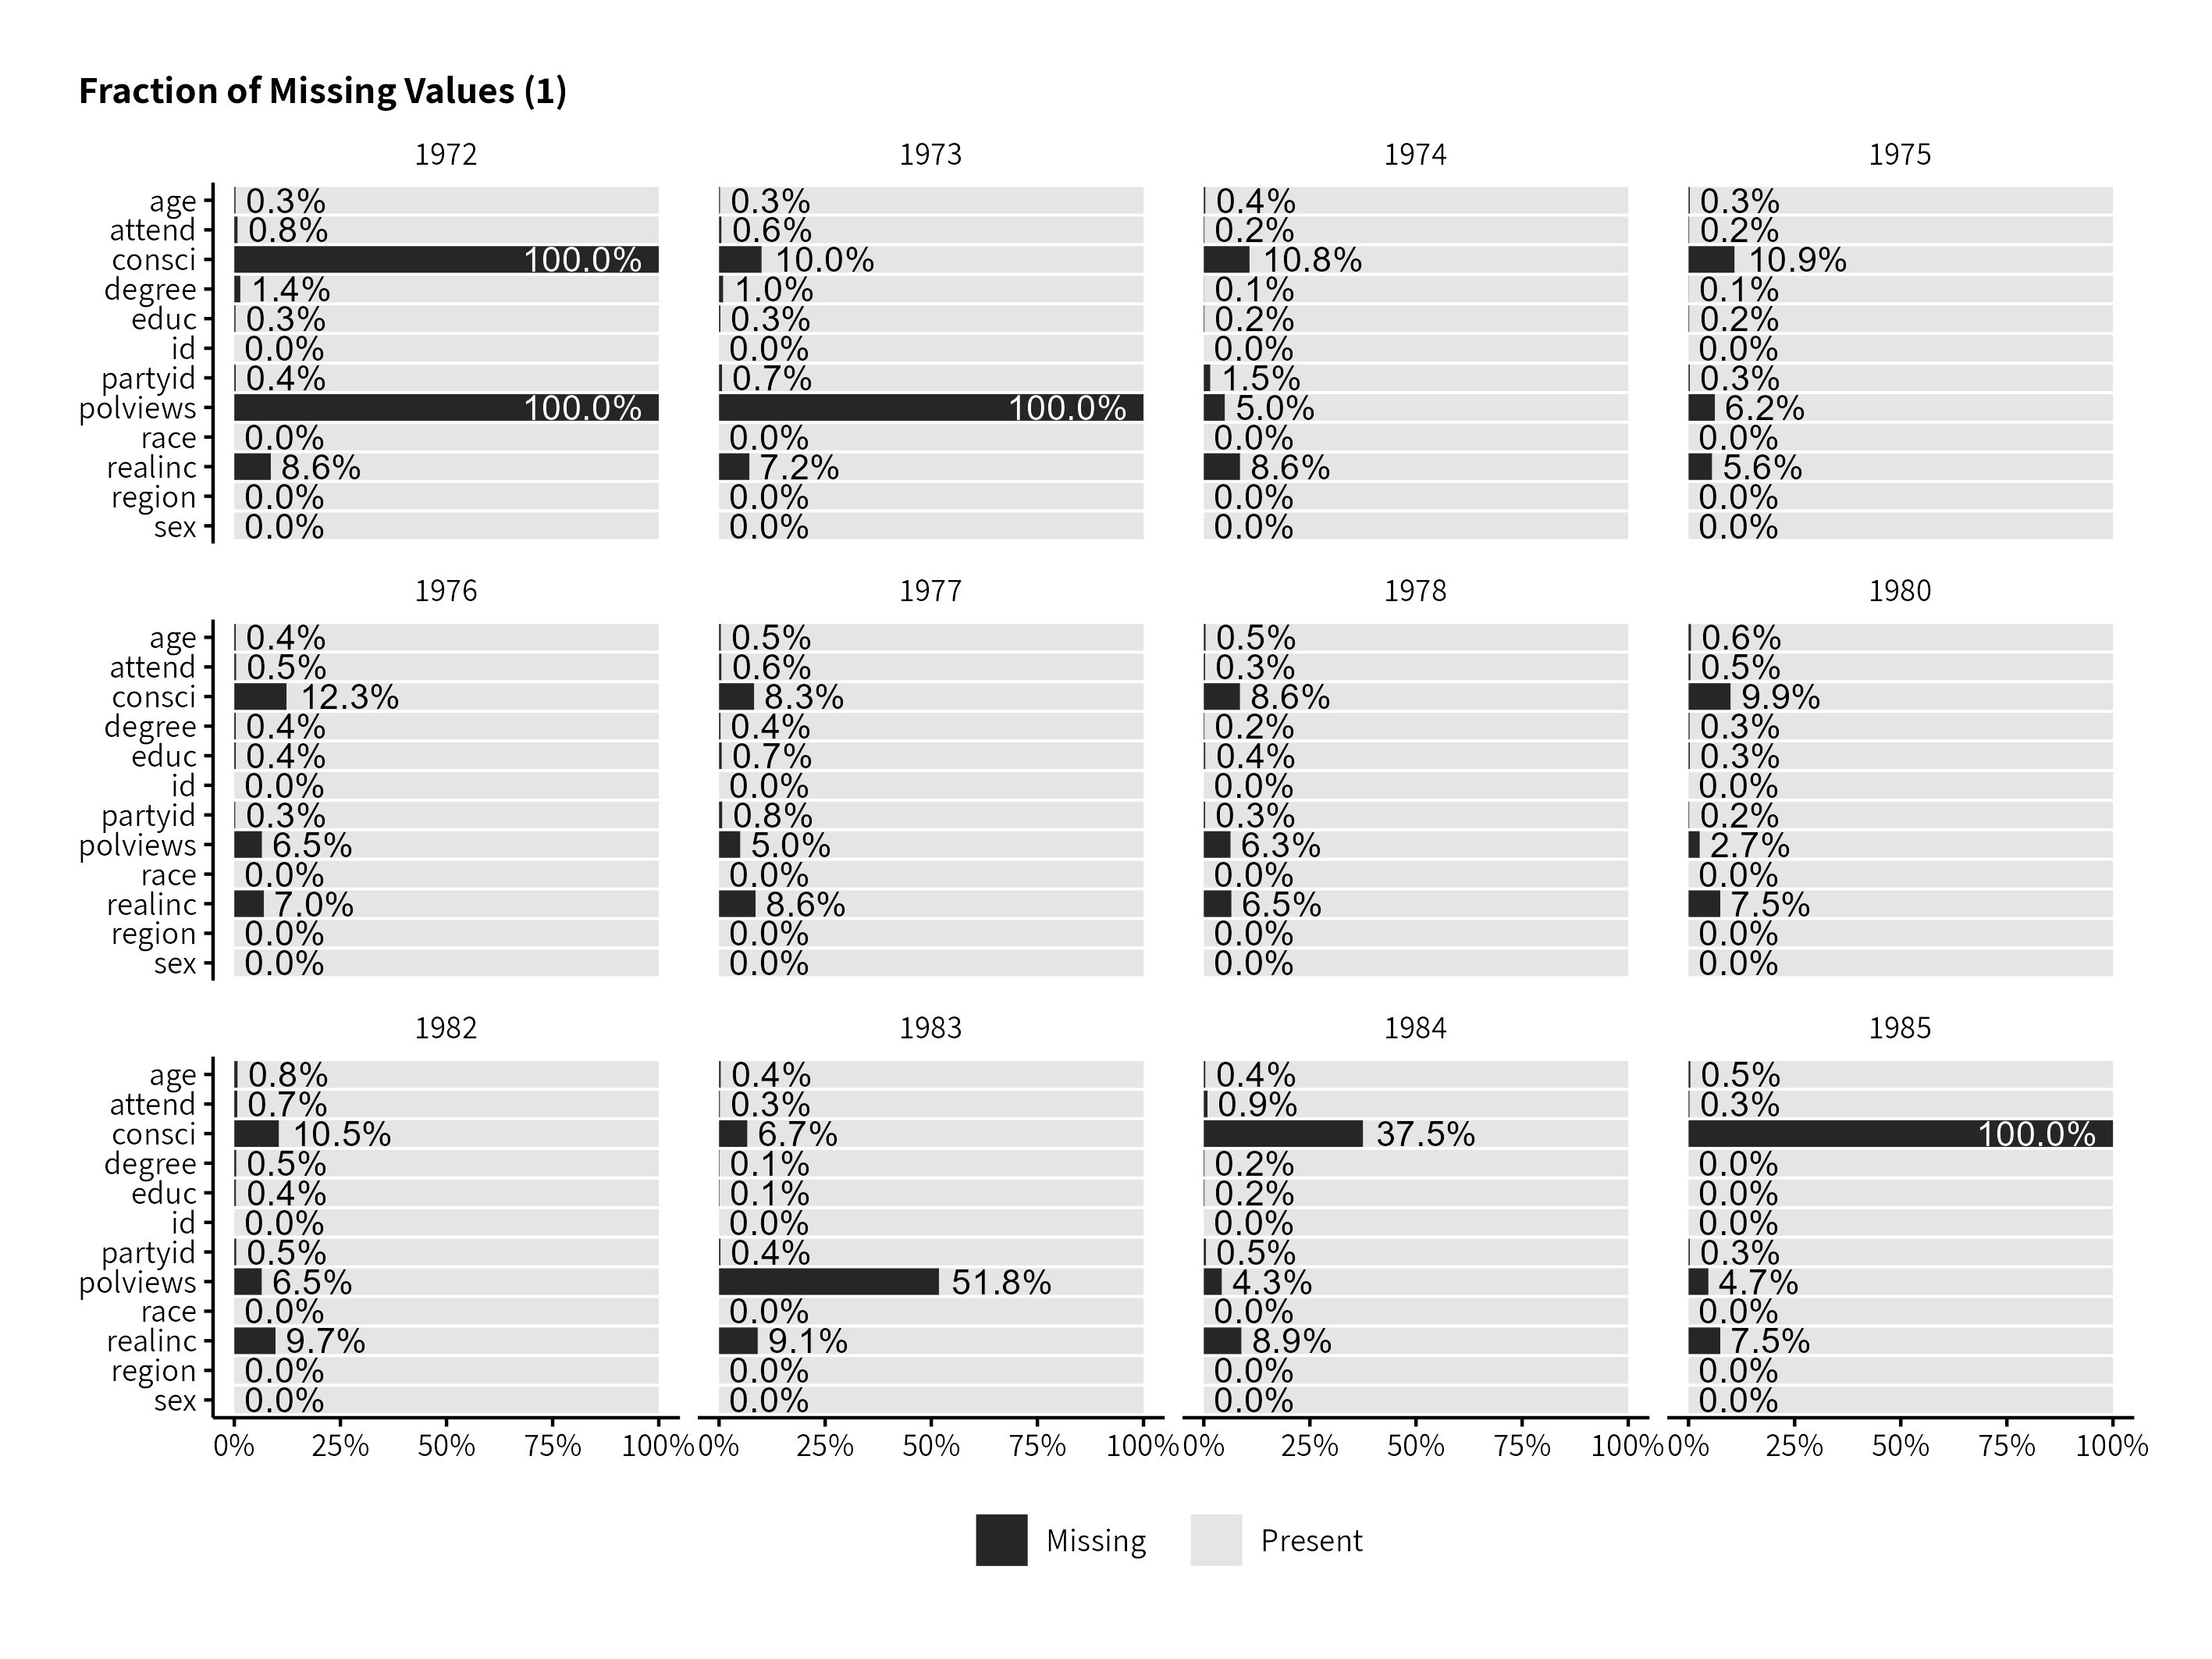 Fraction of Missing Values (1)
1972 1973 1974 1975
age 0.3% 0.3% 0.4% 0.3%
attend 0.8% 0.6% 0.2% 0.2%
consci 100.0% 10.0% 10.8% 10.9%
degree 1.4% 1.0% 0.1% 0.1%
educ 0.3% 0.3% 0.2% 0.2%
id 0.0% 0.0% 0.0% 0.0%
partyid 0.4% 0.7% 1.5% 0.3%
polviews 100.0% 100.0% 5.0% 6.2%
race 0.0% 0.0% 0.0% 0.0%
realinc 8.6% 7.2% 8.6% 5.6%
region 0.0% 0.0% 0.0% 0.0%
sex 0.0% 0.0% 0.0% 0.0%
1976 1977 1978 1980
age 0.4% 0.5% 0.5% 0.6%
attend 0.5% 0.6% 0.3% 0.5%
consci 12.3% 8.3% 8.6% 9.9%
degree 0.4% 0.4% 0.2% 0.3%
educ 0.4% 0.7% 0.4% 0.3%
id 0.0% 0.0% 0.0% 0.0%
partyid 0.3% 0.8% 0.3% 0.2%
polviews 6.5% 5.0% 6.3% 2.7%
race 0.0% 0.0% 0.0% 0.0%
realinc 7.0% 8.6% 6.5% 7.5%
region 0.0% 0.0% 0.0% 0.0%
sex 0.0% 0.0% 0.0% 0.0%
1982 1983 1984 1985
age 0.8% 0.4% 0.4% 0.5%
attend 0.7% 0.3% 0.9% 0.3%
consci 10.5% 6.7% 37.5% 100.0%
degree 0.5% 0.1% 0.2% 0.0%
educ 0.4% 0.1% 0.2% 0.0%
id 0.0% 0.0% 0.0% 0.0%
partyid 0.5% 0.4% 0.5% 0.3%
polviews 6.5% 51.8% 4.3% 4.7%
race 0.0% 0.0% 0.0% 0.0%
realinc 9.7% 9.1% 8.9% 7.5%
region 0.0% 0.0% 0.0% 0.0%
sex 0.0% 0.0% 0.0% 0.0%
0% 25% 50% 75% 100% 0% 25% 50% 75% 100% 0% 25% 50% 75% 100% 0% 25% 50% 75% 100%
Missing Present